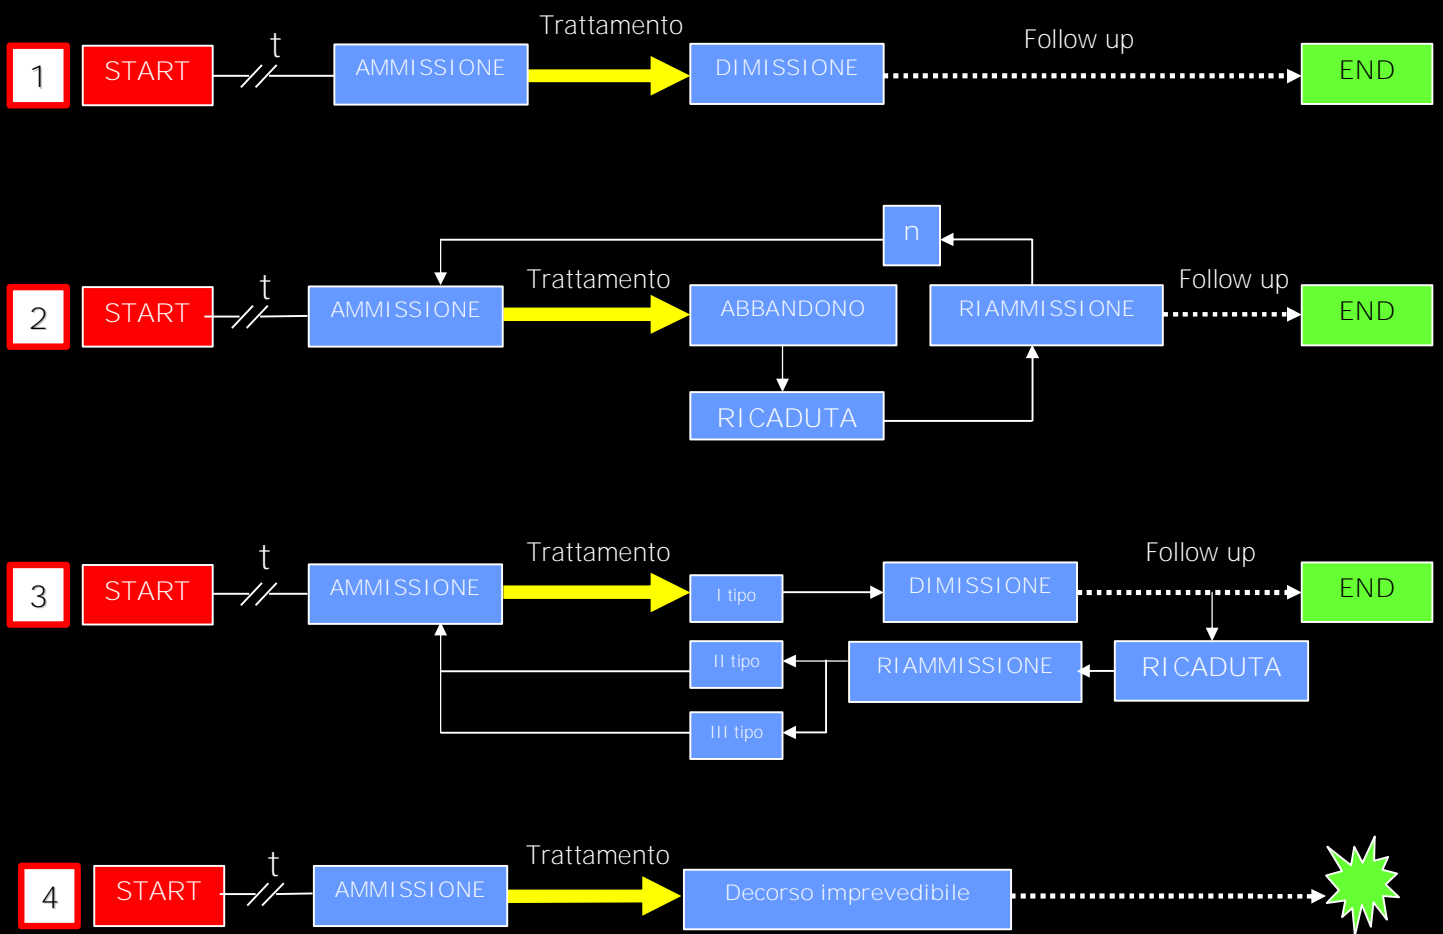 Trattamento
Follow up
1
START
t
AMMISSIONE
DIMISSIONE
END
n
Trattamento
Follow up
2
START
t
AMMISSIONE
ABBANDONO
RIAMMISSIONE
END
RICADUTA
Trattamento
Follow up
3
START
t
AMMISSIONE
I tipo
DIMISSIONE
END
II tipo
RIAMMISSIONE
RICADUTA
III tipo
Trattamento
4
START
t
AMMISSIONE
Decorso imprevedibile